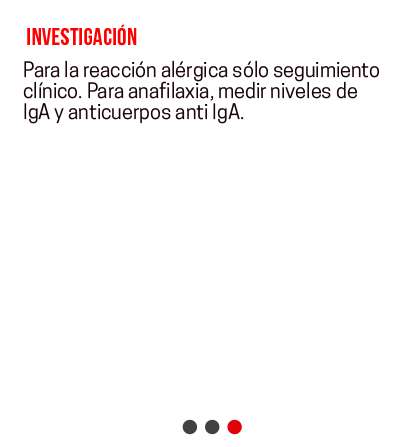 INVESTIGACIÓN
Para la reacción alérgica sólo seguimiento
clínico. Para anafilaxia, medir niveles de
IgA y anticuerpos anti IgA.